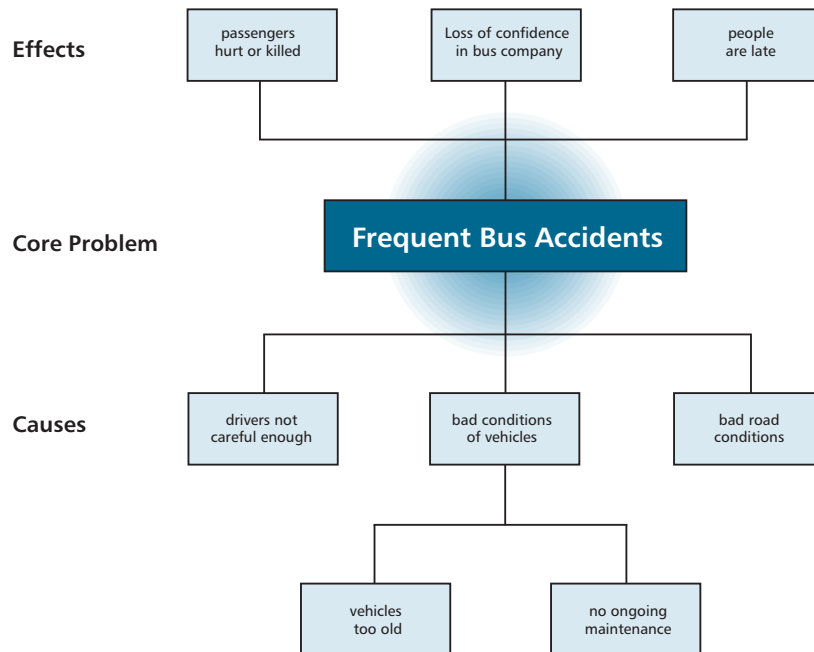 Effects
passengers
hurt or killed
Loss of confidence
in bus company
people
are late
Core Problem
Frequent Bus Accidents
Causes
drivers not
careful enough
bad conditions
of vehicles
bad road
conditions
vehicles
too old
no ongoing
maintenance